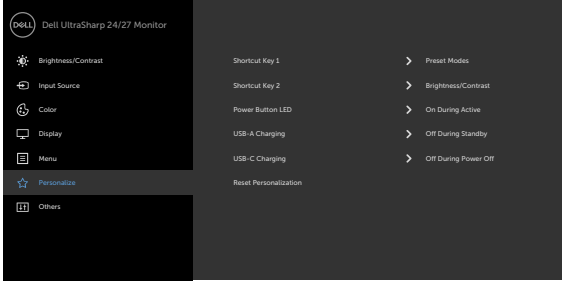 DELL Dell UltraSharp 24/27 Monitor
Brightness/Contrast Shortcut Key 1 Preset Modes
Input Source Shortcut Key 2 Brightness/Contrast
Color Power Button LED On During Active
Display USB-A Charging Off During Standby
Menu USB-C Charging Off During Power Off
Personalize Reset Personalization
Others